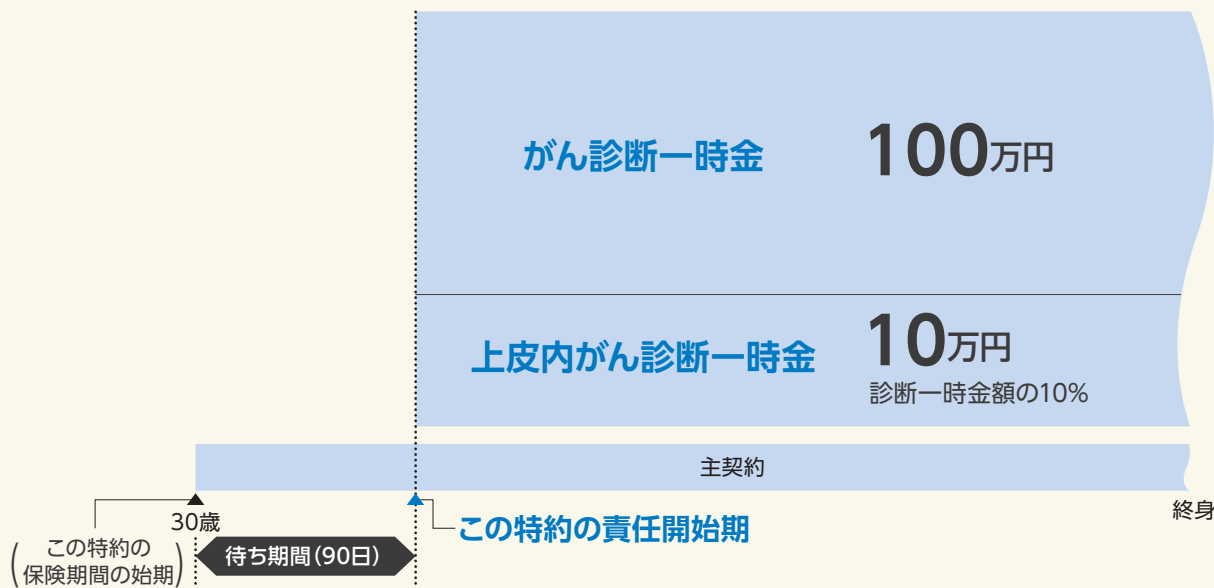 がん診断一時金 100万円
上皮内がん診断一時金 10万円
診断一時金額の10%
主契約
30歳
終身
この特約の責任開始期
(この特約の
保険期間の始期)
待ち期間(90日)